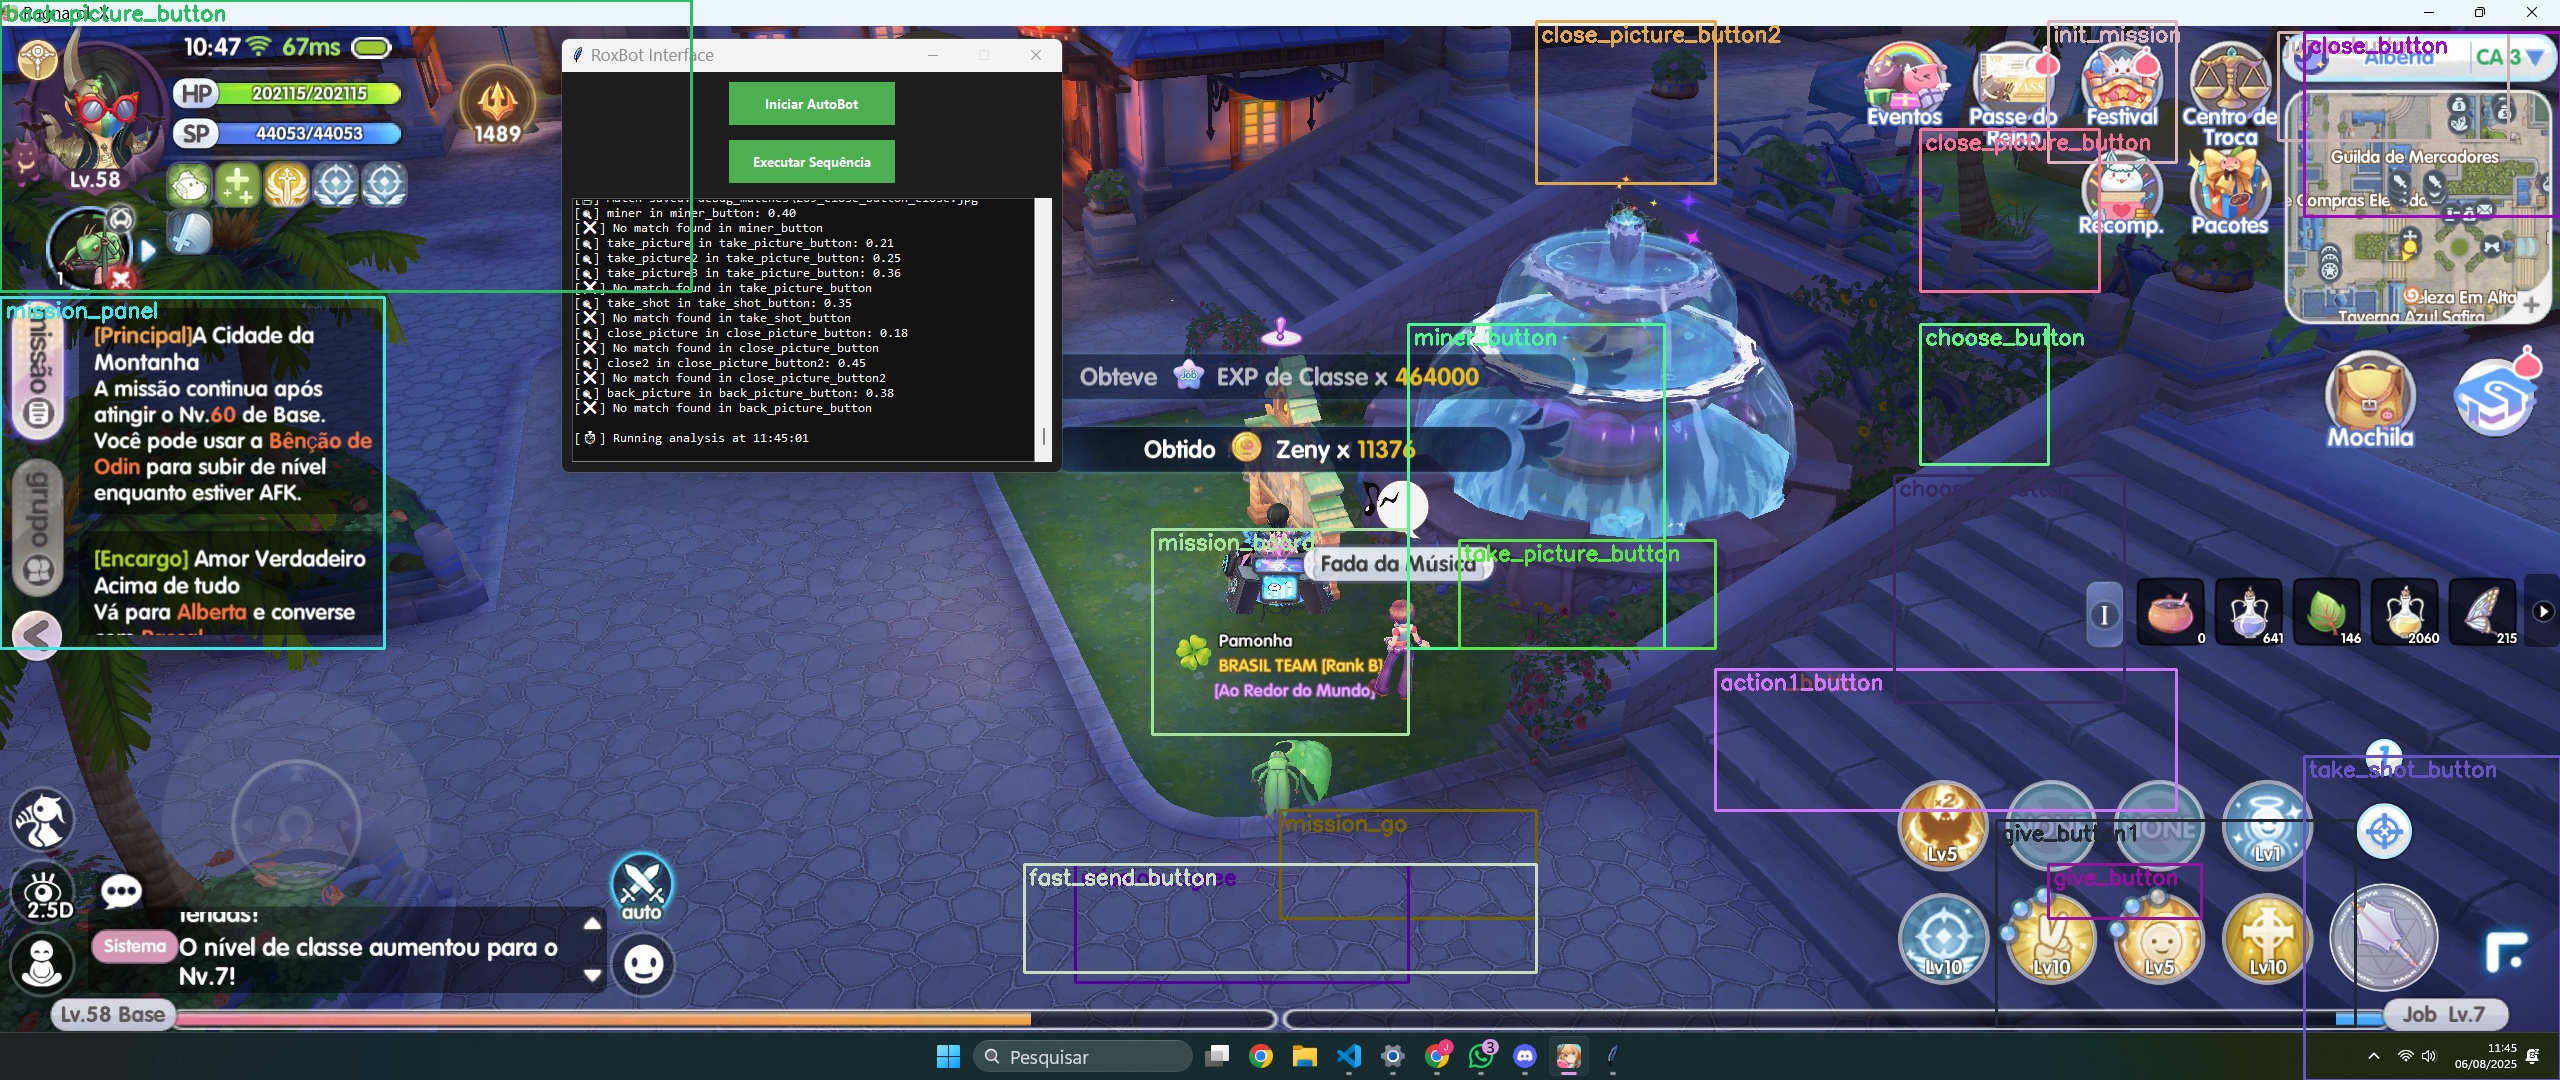 back_picture_button
10:47
67ms
HP
202115/202115
SP
44053/44053
1489
Lv.58
1
mission_panel
missão
grupo
[Principal]A Cidade da
Montanha
A missão continua após
atingir o Nv.60 de Base.
Você pode usar a Bênção de
Odin para subir de nível
enquanto estiver AFK.
[Encargo] Amor Verdadeiro
Acima de tudo
Vá para Alberta e converse
RoxBot Interface
Iniciar AutoBot
Executar Sequência
miner in miner_button: 0.40
No match found in miner_button
take_picture in take_picture_button: 0.21
take_picture2 in take_picture_button: 0.25
take_picture3 in take_picture_button: 0.36
No match found in take_picture_button
take_shot in take_shot_button: 0.35
No match found in take_shot_button
close_picture in close_picture_button: 0.18
No match found in close_picture_button
close2 in close_picture_button2: 0.45
No match found in close_picture_button2
back_picture in back_picture_button: 0.38
No match found in back_picture_button
Running analysis at 11:45:01
close_picture_button2
init_mission
close_button
Alberta
CA 3
Eventos
Passe do
Reino
Festival
Centro de
Troca
close_picture_button
Recomp.
Pacotes
Guilda de Mercadores
Taverna Azul Safira
miner_button
choose_button
Obteve
EXP de Classe x 464000
Obtido
Zeny x 11376
Mochila
mission_board
Fada da Música
take_picture_button
Pamonha
BRASIL TEAM [Rank B]
[Ao Redor do Mundo]
I
0
641
146
2060
215
action1_button
take_shot_button
mission_go
give_button1
Lv5
Lv1
fast_send_button
give_button
2.5D
auto
Sistema
O nível de classe aumentou para o
Nv.7!
Lv10
Lv10
Lv5
Lv10
Lv.58 Base
Job Lv.7
Pesquisar
3
11:45
06/08/2025